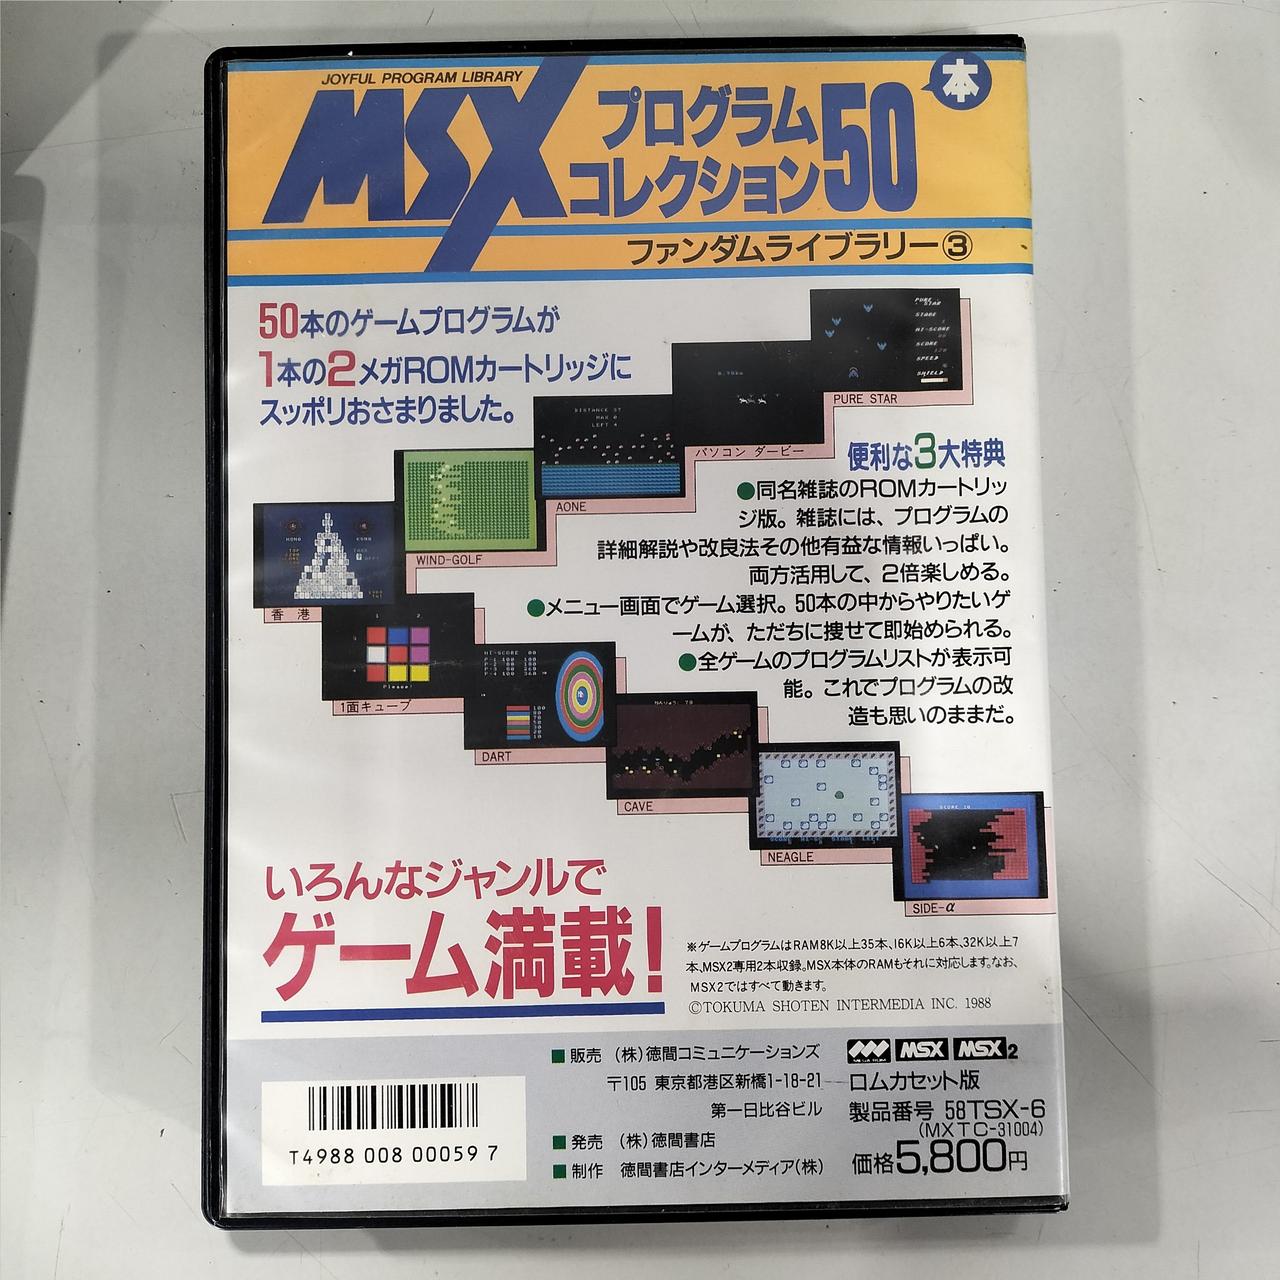 JOYFUL PROGRAM LIBRARY
MSX
プログラム
コレクション50
本
ファンダムライブラリー③
50本のゲームプログラムが
1本の2メガROMカートリッジに
スッポリおさまりました。
PURE STAR
パソコン ダービー
AONE
WIND-GOLF
香港
1面キューブ
DART
CAVE
NEAGLE
SIDE-α
便利な3大特典
●同名雑誌のROMカートリッ
ジ版。雑誌には、プログラムの
詳細解説や改良法その他有益な情報いっぱい。
両方活用して、2倍楽しめる。
●メニュー画面でゲーム選択。50本の中からやりたいゲ
ームが、ただちに捜せて即始められる。
●全ゲームのプログラムリストが表示可
能。これでプログラムの改
造も思いのままだ。
いろんなジャンルで
ゲーム満載!
※ゲームプログラムはRAM8K以上35本、16K以上6本、32K以上7
本、MSX2専用2本収録。MSX本体のRAMもそれに対応します。なお、
MSX2ではすべて動きます。
©TOKUMA SHOTEN INTERMEDIA INC. 1988
■販売 (株)徳間コミュニケーションズ
〒105 東京都港区新橋1-18-21
第一日比谷ビル
■発売 (株)徳間書店
■制作 徳間書店インターメディア(株)
MSX MSX2
ロムカセット版
製品番号 58TSX-6
(MXTC-31004)
価格5,800円
T4988 008 00059 7